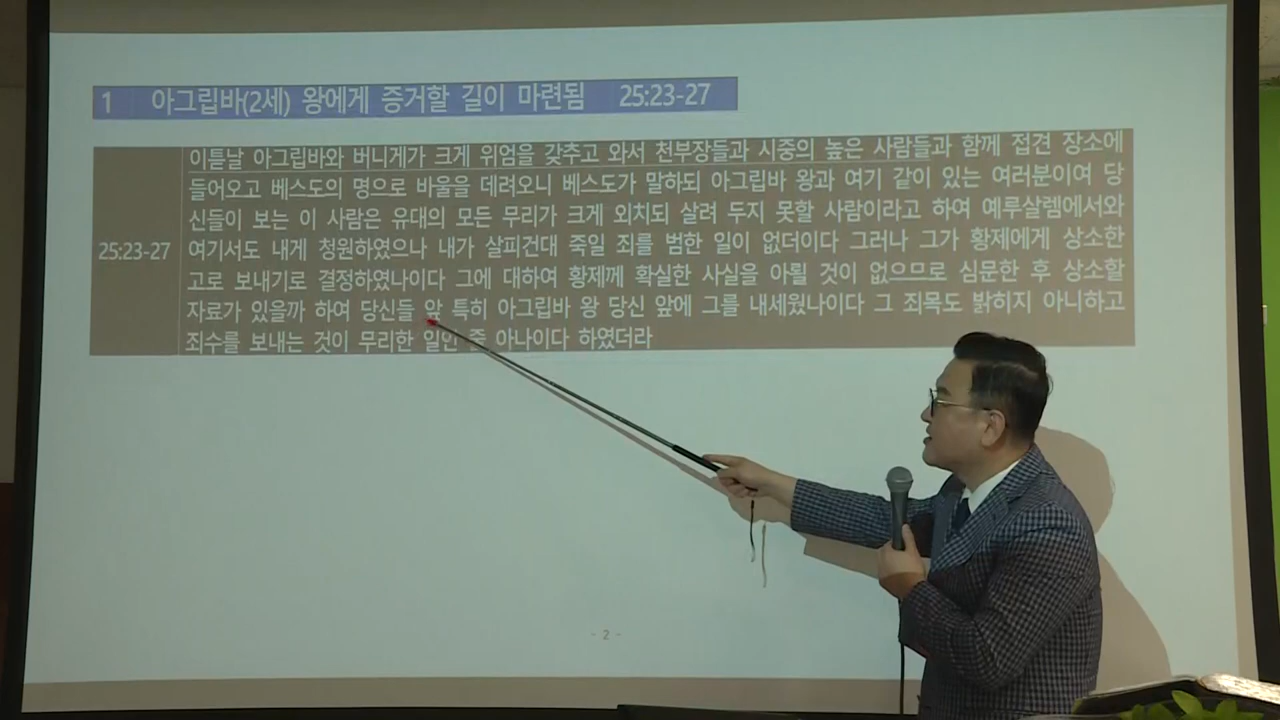 1 아그립바(2세) 왕에게 증거할 길이 마련됨 25:23-27
이튿날 아그립바와 버니게가 크게 위엄을 갖추고 와서 천부장들과 시중의 높은 사람들과 함께 접견 장소에
들어오고 베스도의 명으로 바울을 데려오니 베스도가 말하되 아그립바 왕과 여기 같이 있는 여러분이여 당
신들이 보는 이 사람은 유대의 모든 무리가 크게 외치되 살려 두지 못할 사람이라고 하여 예루살렘에서와
25:23-27 여기서도 내게 청원하였으나 내가 살피건대 죽일 죄를 범한 일이 없더이다 그러나 그가 황제에게 상소한
고로 보내기로 결정하였나이다 그에 대하여 황제께 확실한 사실을 아뢸 것이 없으므로 심문한 후 상소할
자료가 있을까 하여 당신들 앞 특히 아그립바 왕 당신 앞에 그를 내세웠나이다 그 죄목도 밝히지 아니하고
죄수를 보내는 것이 무리한 일인 줄 아나이다 하였더라
- 2 -